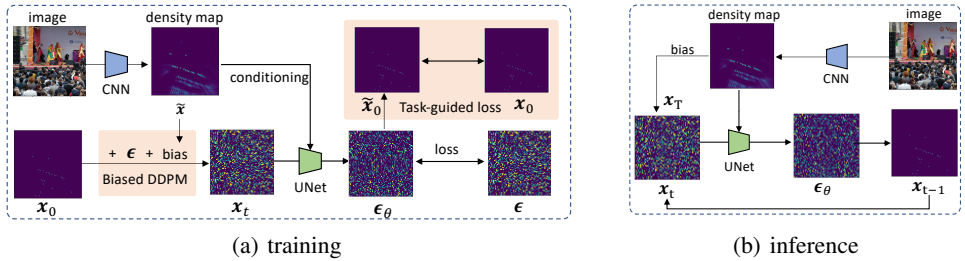 image
density map
CNN
conditioning
x̃
+ ϵ + bias
Biased DDPM
x₀
xₜ
UNet
x̃₀
Task-guided loss
x₀
ϵ_θ
loss
ϵ
(a) training
density map
image
bias
CNN
x_T
UNet
x_t
ϵ_θ
x_{t−1}
(b) inference